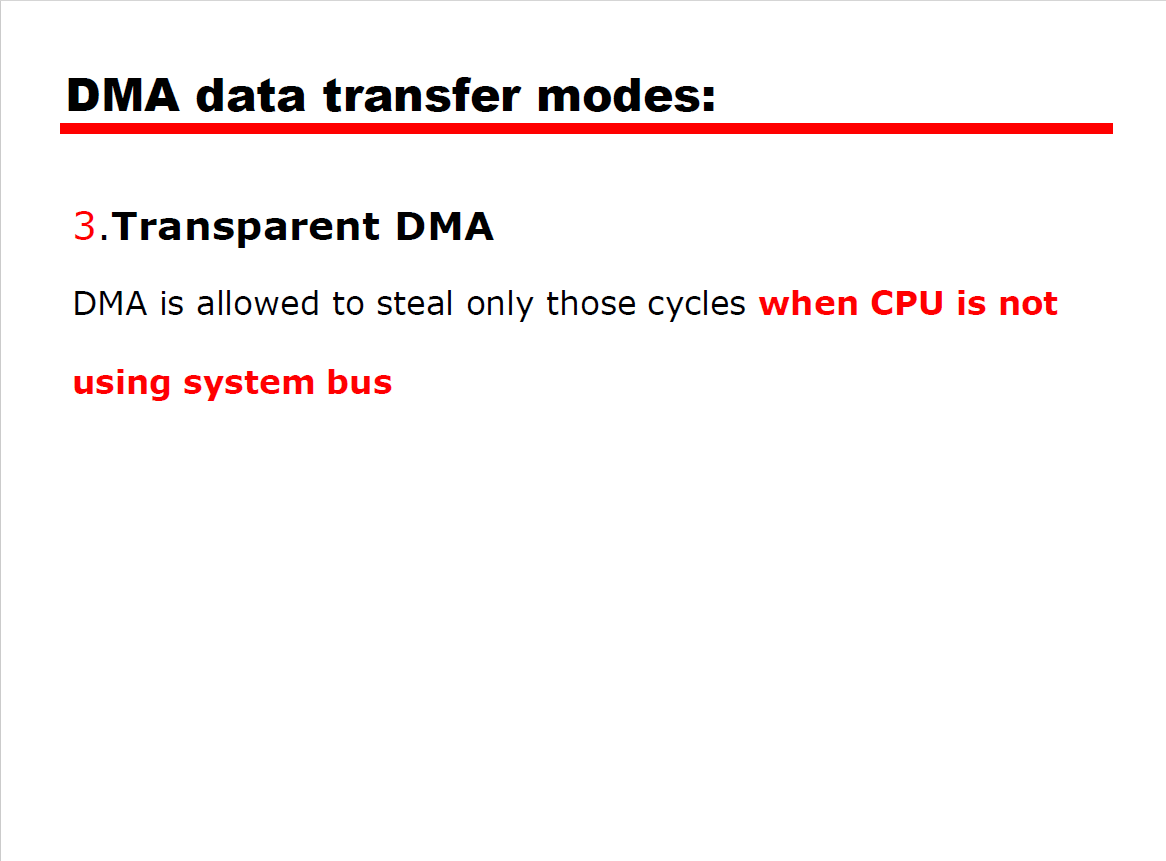 DMA data transfer modes:
3.Transparent DMA
DMA is allowed to steal only those cycles when CPU is not
using system bus